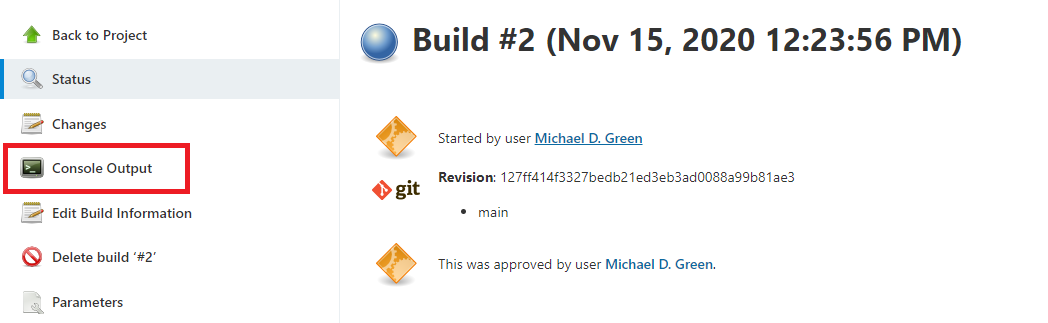 Back to Project
Status
Changes
Console Output
Edit Build Information
Delete build ‘#2’
Parameters
Build #2 (Nov 15, 2020 12:23:56 PM)
Started by user Michael D. Green
git
Revision: 127ff414f3327bedb21ed3eb3ad0088a99b81ae3
main
This was approved by user Michael D. Green.